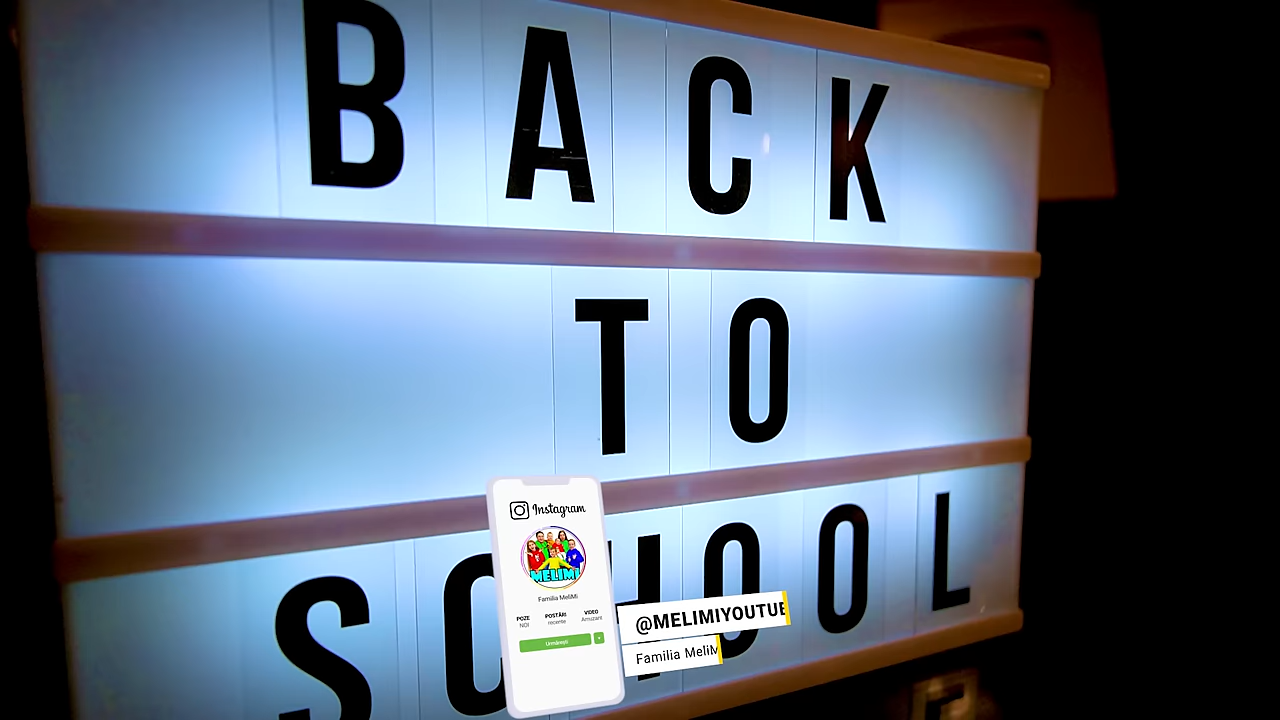 BACK
TO
SCHOOL
Instagram
MELIMI
Familia MeliMi
POZE POSTĂRI VIDEO
NOI recente Amuzant
Urmărești
@MELIMIYOUTUB
Familia MeliM